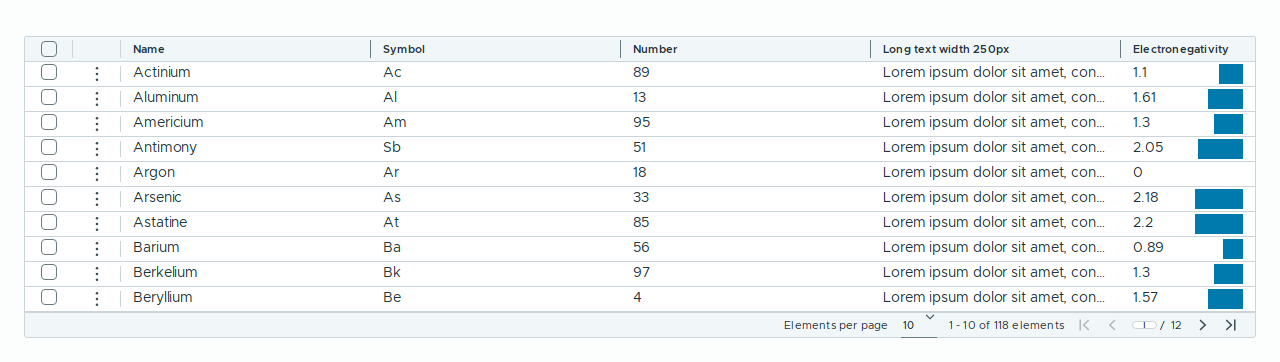 Name Symbol Number Long text width 250px Electronegativity
Actinium Ac 89 Lorem ipsum dolor sit amet, con... 1.1
Aluminum Al 13 Lorem ipsum dolor sit amet, con... 1.61
Americium Am 95 Lorem ipsum dolor sit amet, con... 1.3
Antimony Sb 51 Lorem ipsum dolor sit amet, con... 2.05
Argon Ar 18 Lorem ipsum dolor sit amet, con... 0
Arsenic As 33 Lorem ipsum dolor sit amet, con... 2.18
Astatine At 85 Lorem ipsum dolor sit amet, con... 2.2
Barium Ba 56 Lorem ipsum dolor sit amet, con... 0.89
Berkelium Bk 97 Lorem ipsum dolor sit amet, con... 1.3
Beryllium Be 4 Lorem ipsum dolor sit amet, con... 1.57
Elements per page 10 1 - 10 of 118 elements 1 / 12